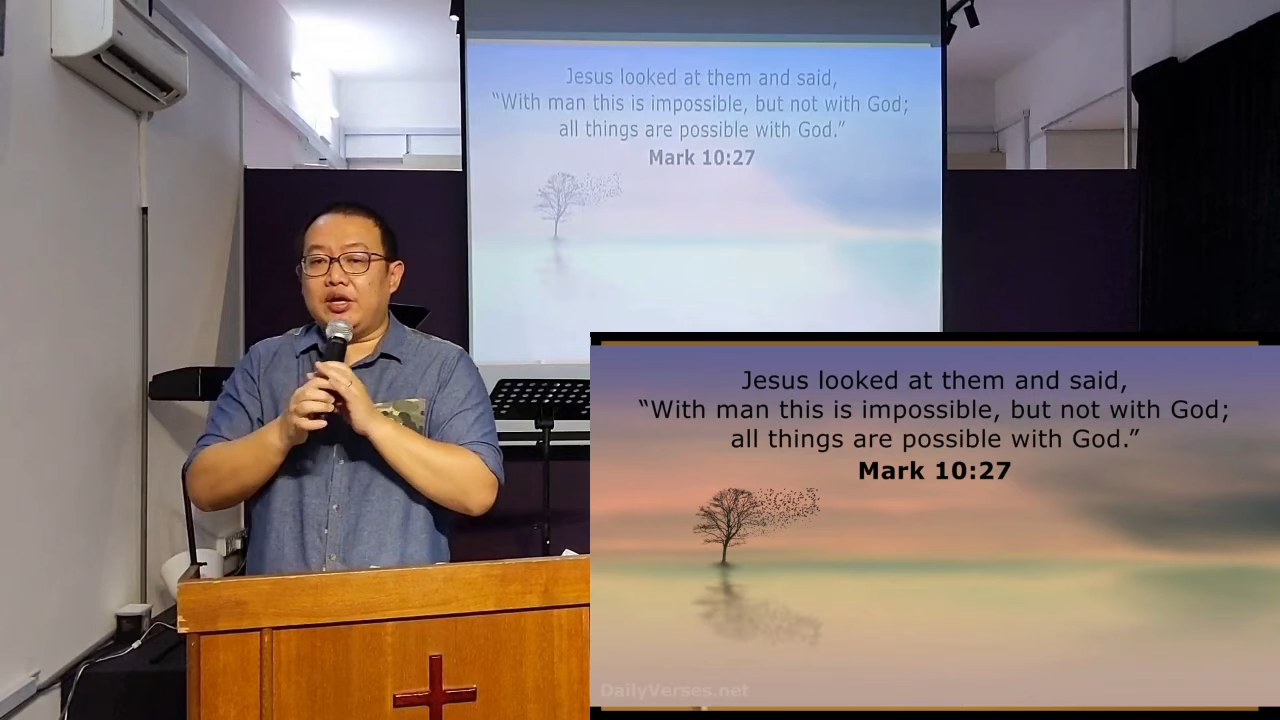 Jesus looked at them and said,
“With man this is impossible, but not with God;
all things are possible with God.”
Mark 10:27
Jesus looked at them and said,
“With man this is impossible, but not with God;
all things are possible with God.”
Mark 10:27
DailyVerses.net